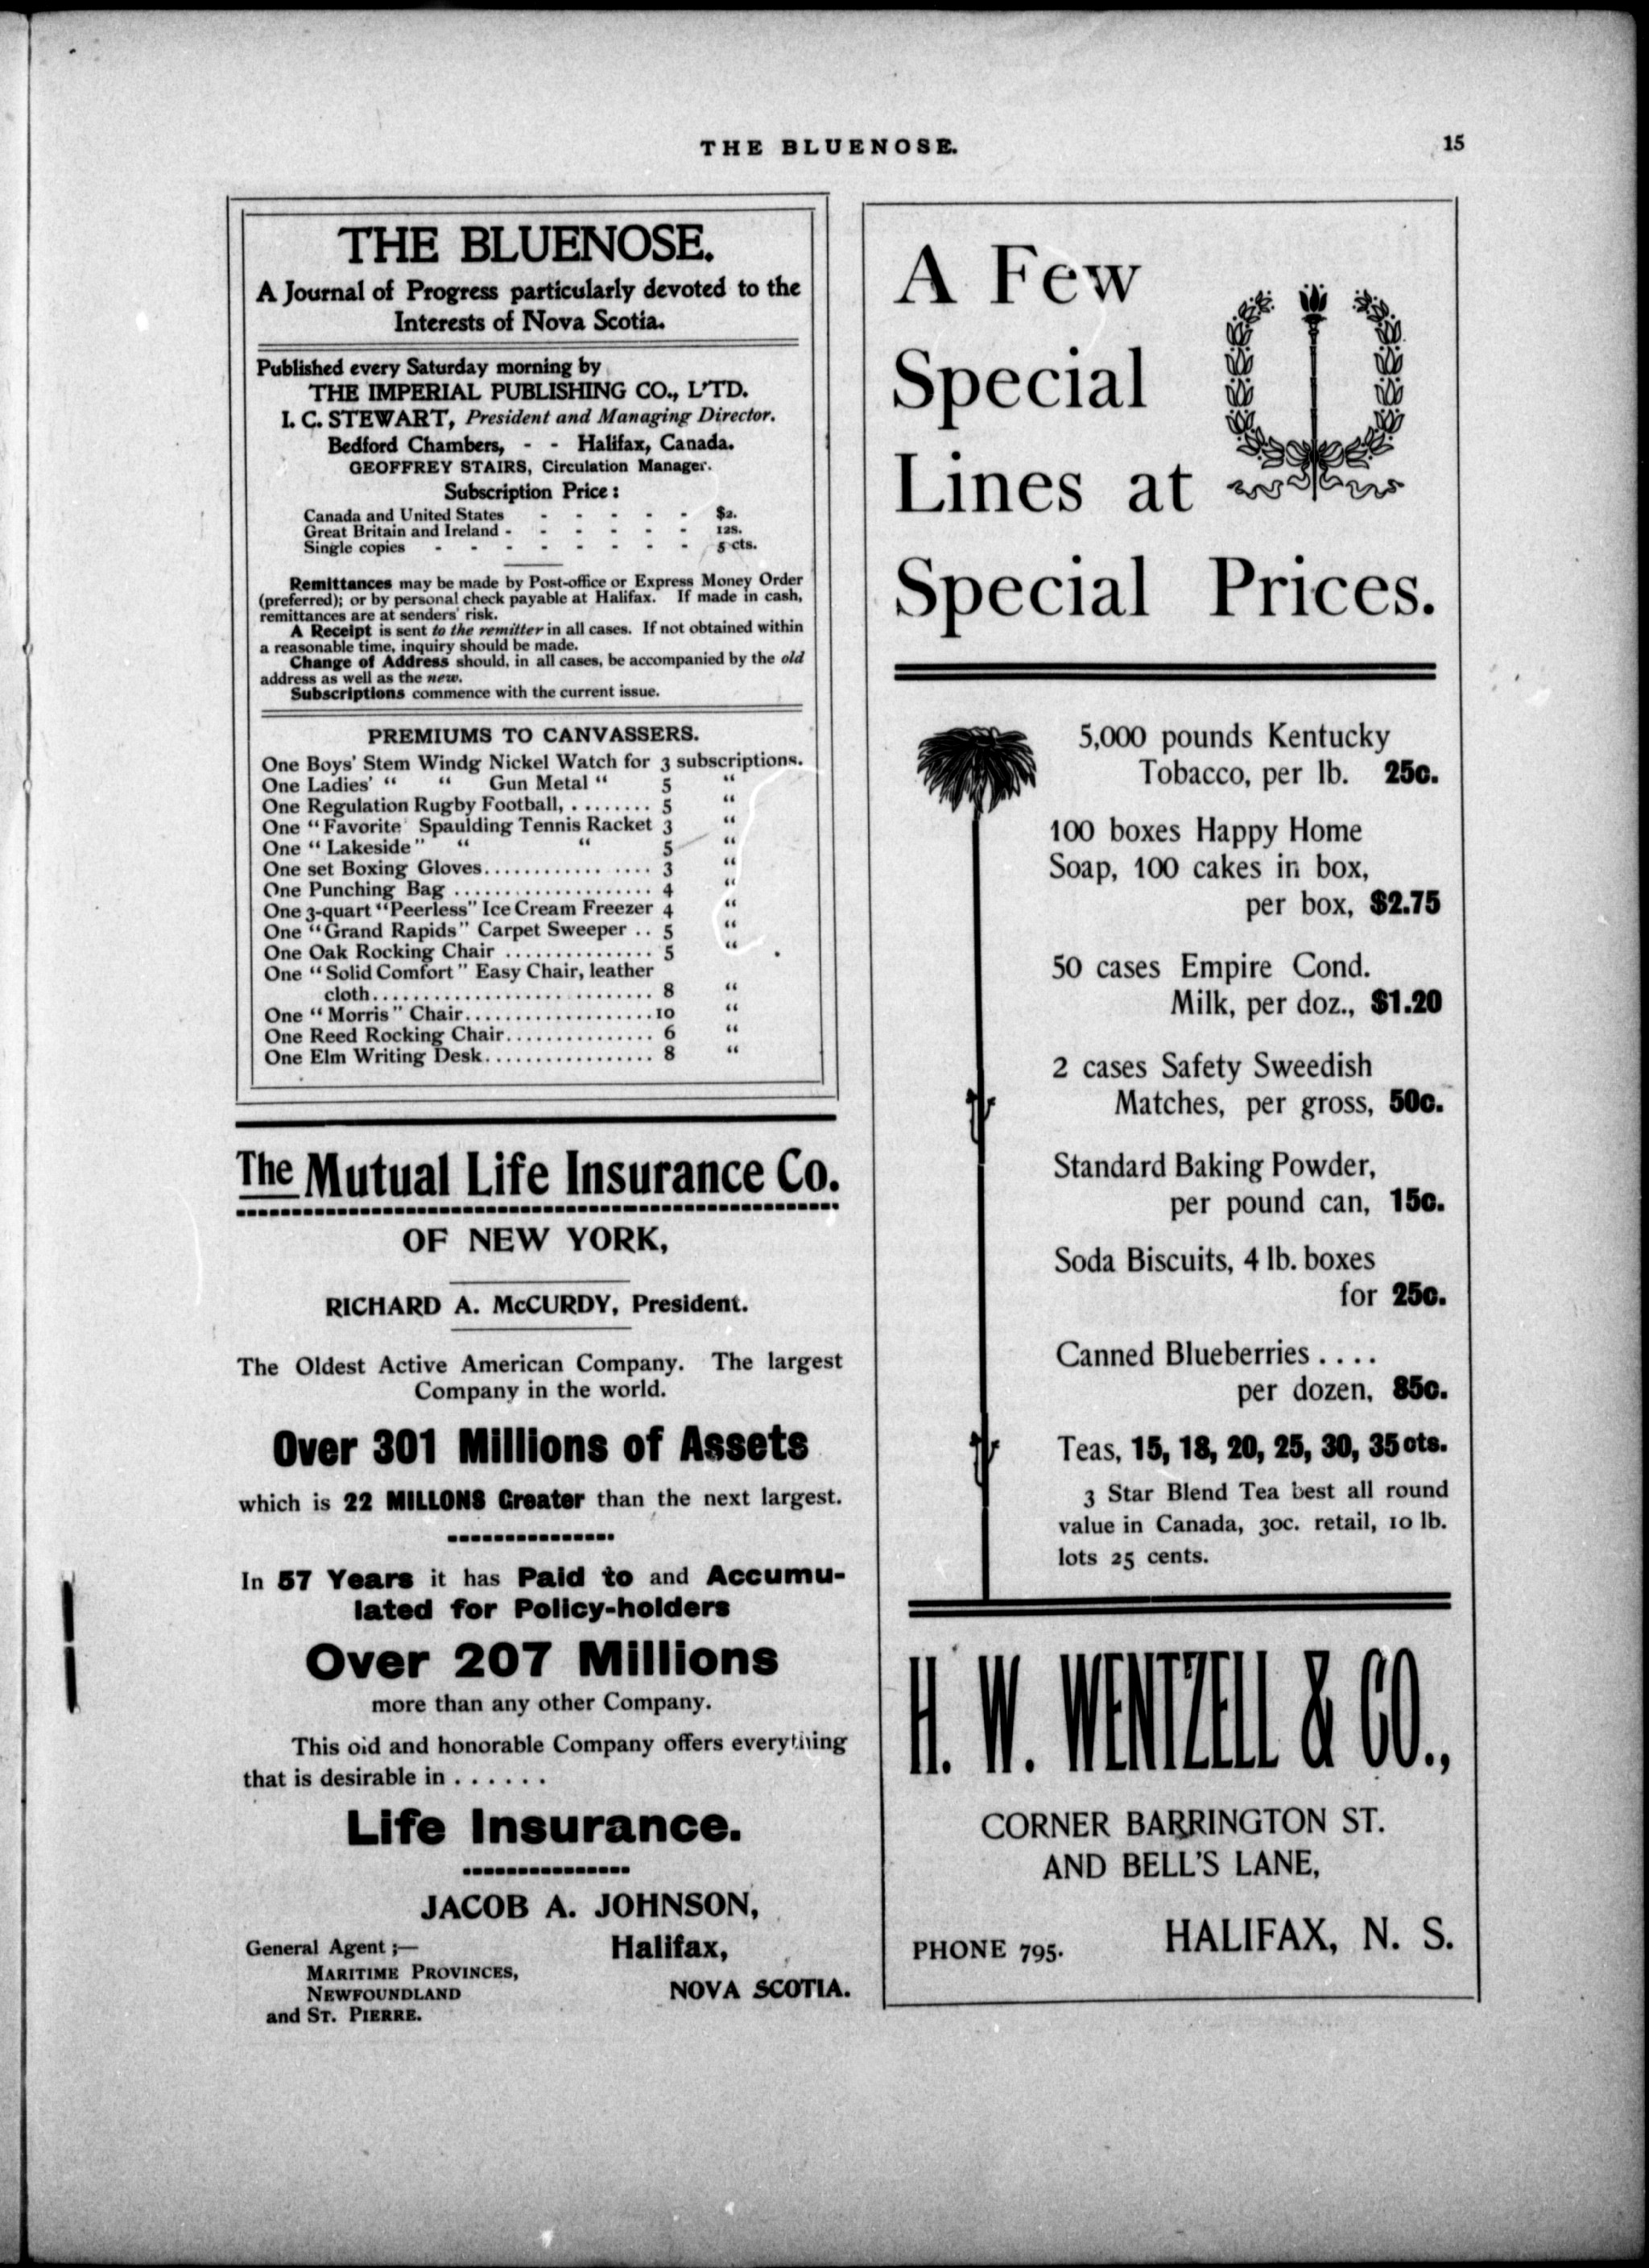 THE BLUENOSE.
15
THE BLUENOSE.
A Journal of Progress particularly devoted to the
Interests of Nova Scotia.
Published every Saturday morning by
THE IMPERIAL PUBLISHING CO., L'TD.
I. C. STEWART, President and Managing Director.
Bedford Chambers, - - Halifax, Canada.
GEOFFREY STAIRS, Circulation Manager.
Subscription Price :
Canada and United States - - - - - $2.
Great Britain and Ireland - - - - - - 12s.
Single copies - - - - - - - - 5 cts.
Remittances may be made by Post-office or Express Money Order
(preferred); or by personal check payable at Halifax. If made in cash,
remittances are at senders' risk.
A Receipt is sent to the remitter in all cases. If not obtained within
a reasonable time, inquiry should be made.
Change of Address should, in all cases, be accompanied by the old
address as well as the new.
Subscriptions commence with the current issue.
PREMIUMS TO CANVASSERS.
One Boys' Stem Windg Nickel Watch for 3 subscriptions.
One Ladies' “ “ Gun Metal “ 5 “
One Regulation Rugby Football, ........ 5 “
One “Favorite' Spaulding Tennis Racket 3 “
One “Lakeside” “ “ 5 “
One set Boxing Gloves................ 3 “
One Punching Bag ................... 4 “
One 3-quart “Peerless” Ice Cream Freezer 4 “
One “Grand Rapids” Carpet Sweeper .. 5 “
One Oak Rocking Chair ............... 5 “
One “Solid Comfort” Easy Chair, leather
cloth............................ 8 “
One “Morris” Chair...................10 “
One Reed Rocking Chair............... 6 “
One Elm Writing Desk................. 8 “
The Mutual Life Insurance Co.
OF NEW YORK,
RICHARD A. McCURDY, President.
The Oldest Active American Company. The largest
Company in the world.
Over 301 Millions of Assets
which is 22 MILLONS Greater than the next largest.
In 57 Years it has Paid to and Accumu-
lated for Policy-holders
Over 207 Millions
more than any other Company.
This old and honorable Company offers everything
that is desirable in ......
Life Insurance.
JACOB A. JOHNSON,
General Agent ;—
Halifax,
MARITIME PROVINCES,
NEWFOUNDLAND
NOVA SCOTIA.
and ST. PIERRE.
A Few
Special
Lines at
Special Prices.
5,000 pounds Kentucky
Tobacco, per lb. 25c.
100 boxes Happy Home
Soap, 100 cakes in box,
per box, $2.75
50 cases Empire Cond.
Milk, per doz., $1.20
2 cases Safety Sweedish
Matches, per gross, 50c.
Standard Baking Powder,
per pound can, 15c.
Soda Biscuits, 4 lb. boxes
for 25c.
Canned Blueberries ....
per dozen, 85c.
Teas, 15, 18, 20, 25, 30, 35 cts.
3 Star Blend Tea best all round
value in Canada, 30c. retail, 10 lb.
lots 25 cents.
H. W. WENTZELL & CO.,
CORNER BARRINGTON ST.
AND BELL'S LANE,
PHONE 795.
HALIFAX, N. S.